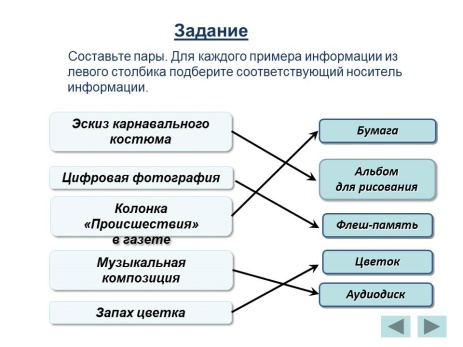 Задание
Составьте пары. Для каждого примера информации из
левого столбика подберите соответствующий носитель
информации.
Эскиз карнавального
костюма
Цифровая фотография
Колонка
«Происшествия»
в газете
Музыкальная
композиция
Запах цветка
Бумага
Альбом
для рисования
Флеш-память
Цветок
Аудиодиск